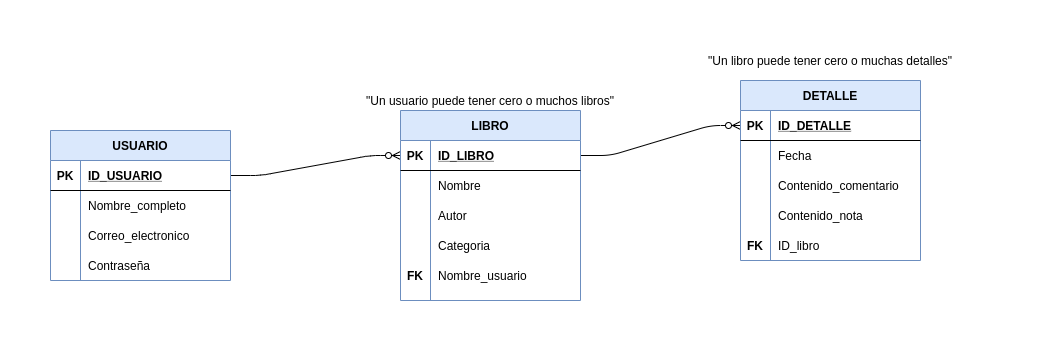 "Un libro puede tener cero o muchas detalles"
"Un usuario puede tener cero o muchos libros"
USUARIO
PK ID_USUARIO
Nombre_completo
Correo_electronico
Contraseña
LIBRO
PK ID_LIBRO
Nombre
Autor
Categoria
FK Nombre_usuario
DETALLE
PK ID_DETALLE
Fecha
Contenido_comentario
Contenido_nota
FK ID_libro